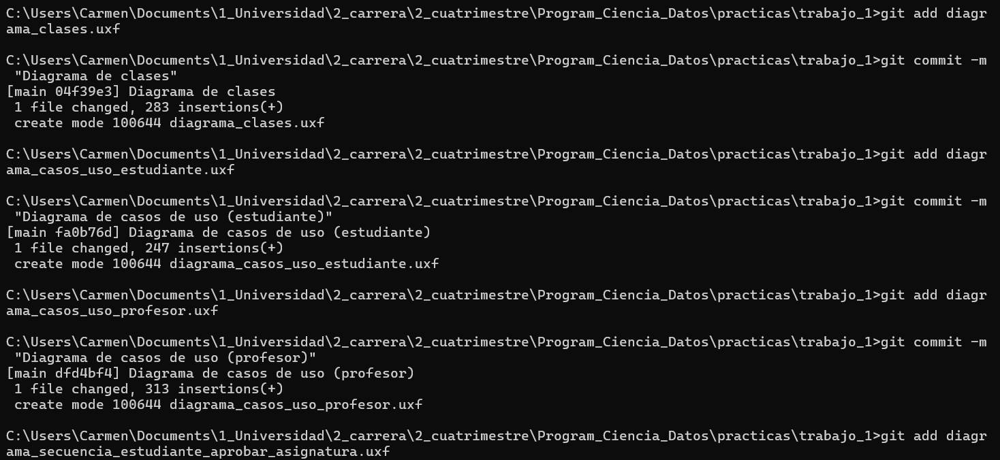 C:\Users\Carmen\Documents\1_Universidad\2_carrera\2_cuatrimestre\Program_Ciencia_Datos\practicas\trabajo_1>git add diagr
ama_clases.uxf
C:\Users\Carmen\Documents\1_Universidad\2_carrera\2_cuatrimestre\Program_Ciencia_Datos\practicas\trabajo_1>git commit -m
 "Diagrama de clases"
[main 04f39e3] Diagrama de clases
 1 file changed, 283 insertions(+)
 create mode 100644 diagrama_clases.uxf
C:\Users\Carmen\Documents\1_Universidad\2_carrera\2_cuatrimestre\Program_Ciencia_Datos\practicas\trabajo_1>git add diagr
ama_casos_uso_estudiante.uxf
C:\Users\Carmen\Documents\1_Universidad\2_carrera\2_cuatrimestre\Program_Ciencia_Datos\practicas\trabajo_1>git commit -m
 "Diagrama de casos de uso (estudiante)"
[main fa0b76d] Diagrama de casos de uso (estudiante)
 1 file changed, 247 insertions(+)
 create mode 100644 diagrama_casos_uso_estudiante.uxf
C:\Users\Carmen\Documents\1_Universidad\2_carrera\2_cuatrimestre\Program_Ciencia_Datos\practicas\trabajo_1>git add diagr
ama_casos_uso_profesor.uxf
C:\Users\Carmen\Documents\1_Universidad\2_carrera\2_cuatrimestre\Program_Ciencia_Datos\practicas\trabajo_1>git commit -m
 "Diagrama de casos de uso (profesor)"
[main dfd4bf4] Diagrama de casos de uso (profesor)
 1 file changed, 313 insertions(+)
 create mode 100644 diagrama_casos_uso_profesor.uxf
C:\Users\Carmen\Documents\1_Universidad\2_carrera\2_cuatrimestre\Program_Ciencia_Datos\practicas\trabajo_1>git add diagr
ama_secuencia_estudiante_aprobar_asignatura.uxf